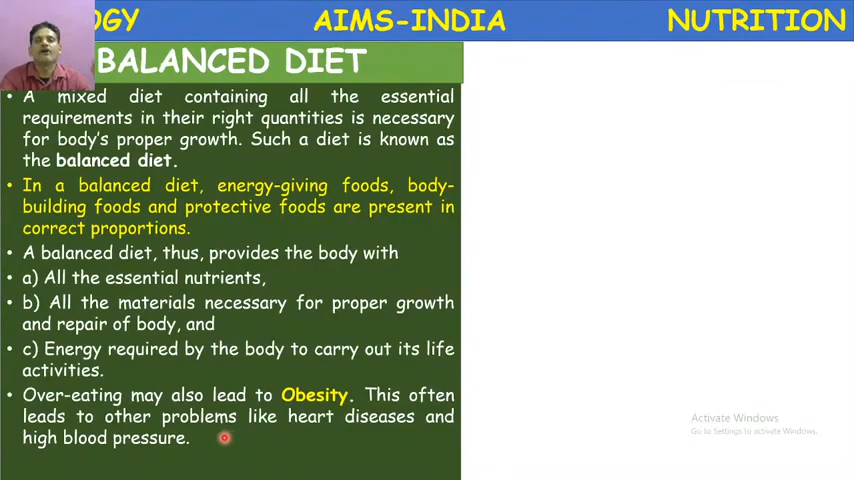 OGY AIMS-INDIA NUTRITION
BALANCED DIET
• A mixed diet containing all the essential
requirements in their right quantities is necessary
for body's proper growth. Such a diet is known as
the balanced diet.
• In a balanced diet, energy-giving foods, body-
building foods and protective foods are present in
correct proportions.
• A balanced diet, thus, provides the body with
• a) All the essential nutrients,
• b) All the materials necessary for proper growth
and repair of body, and
• c) Energy required by the body to carry out its life
activities.
• Over-eating may also lead to Obesity. This often
leads to other problems like heart diseases and
high blood pressure.
Activate Windows
Go to Settings to activate Windows.